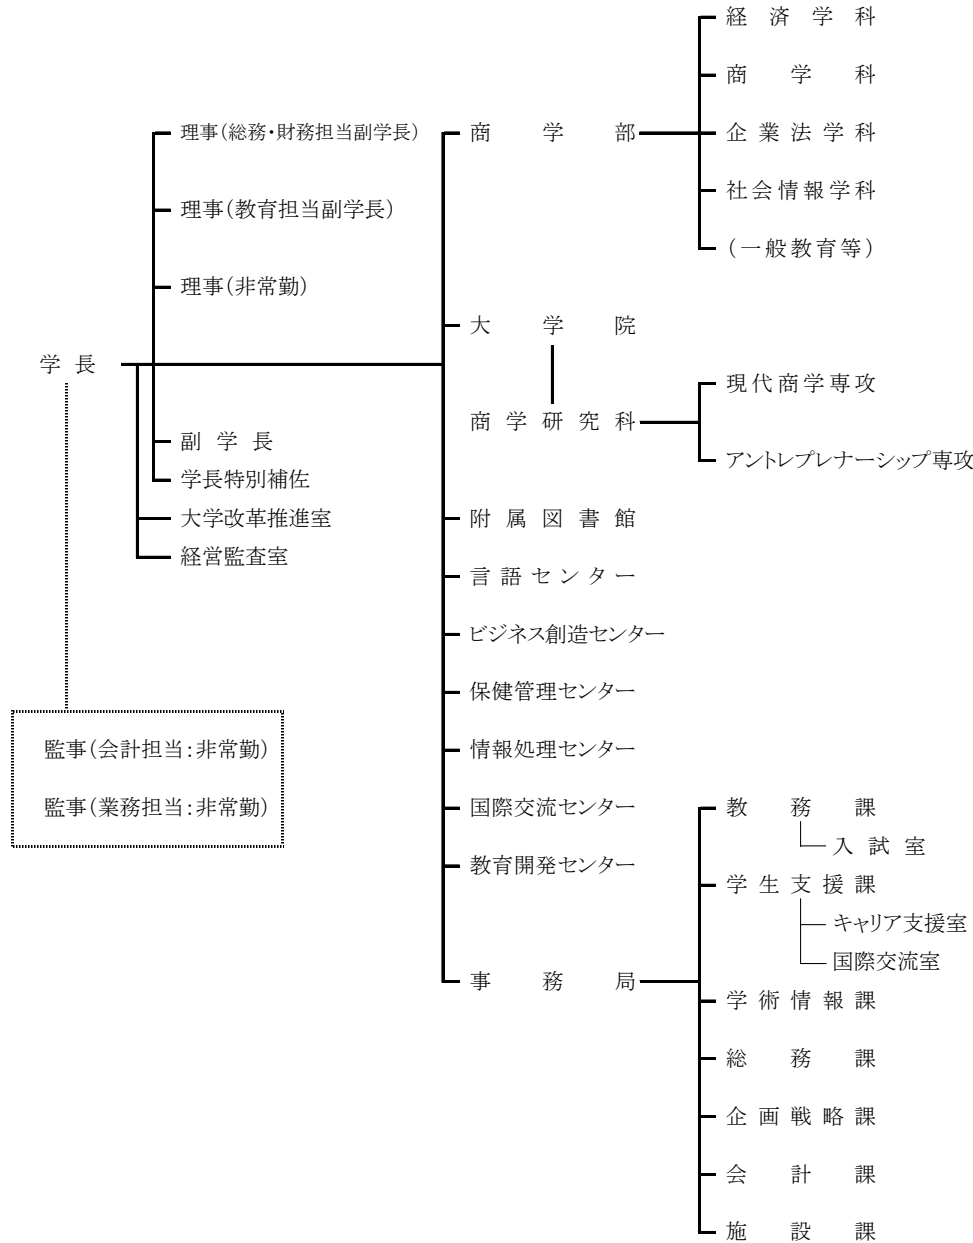 経済学科
商学科
理事(総務・財務担当副学長)
商学部
企業法学科
社会情報学科
理事(教育担当副学長)
(一般教育等)
理事(非常勤)
大学院
学長
現代商学専攻
商学研究科
副学長
アントレプレナーシップ専攻
学長特別補佐
大学改革推進室
附属図書館
経営監査室
言語センター
ビジネス創造センター
保健管理センター
監事(会計担当:非常勤)
情報処理センター
監事(業務担当:非常勤)
国際交流センター
教務課
入試室
教育開発センター
学生支援課
キャリア支援室
国際交流室
事務局
学術情報課
総務課
企画戦略課
会計課
施設課